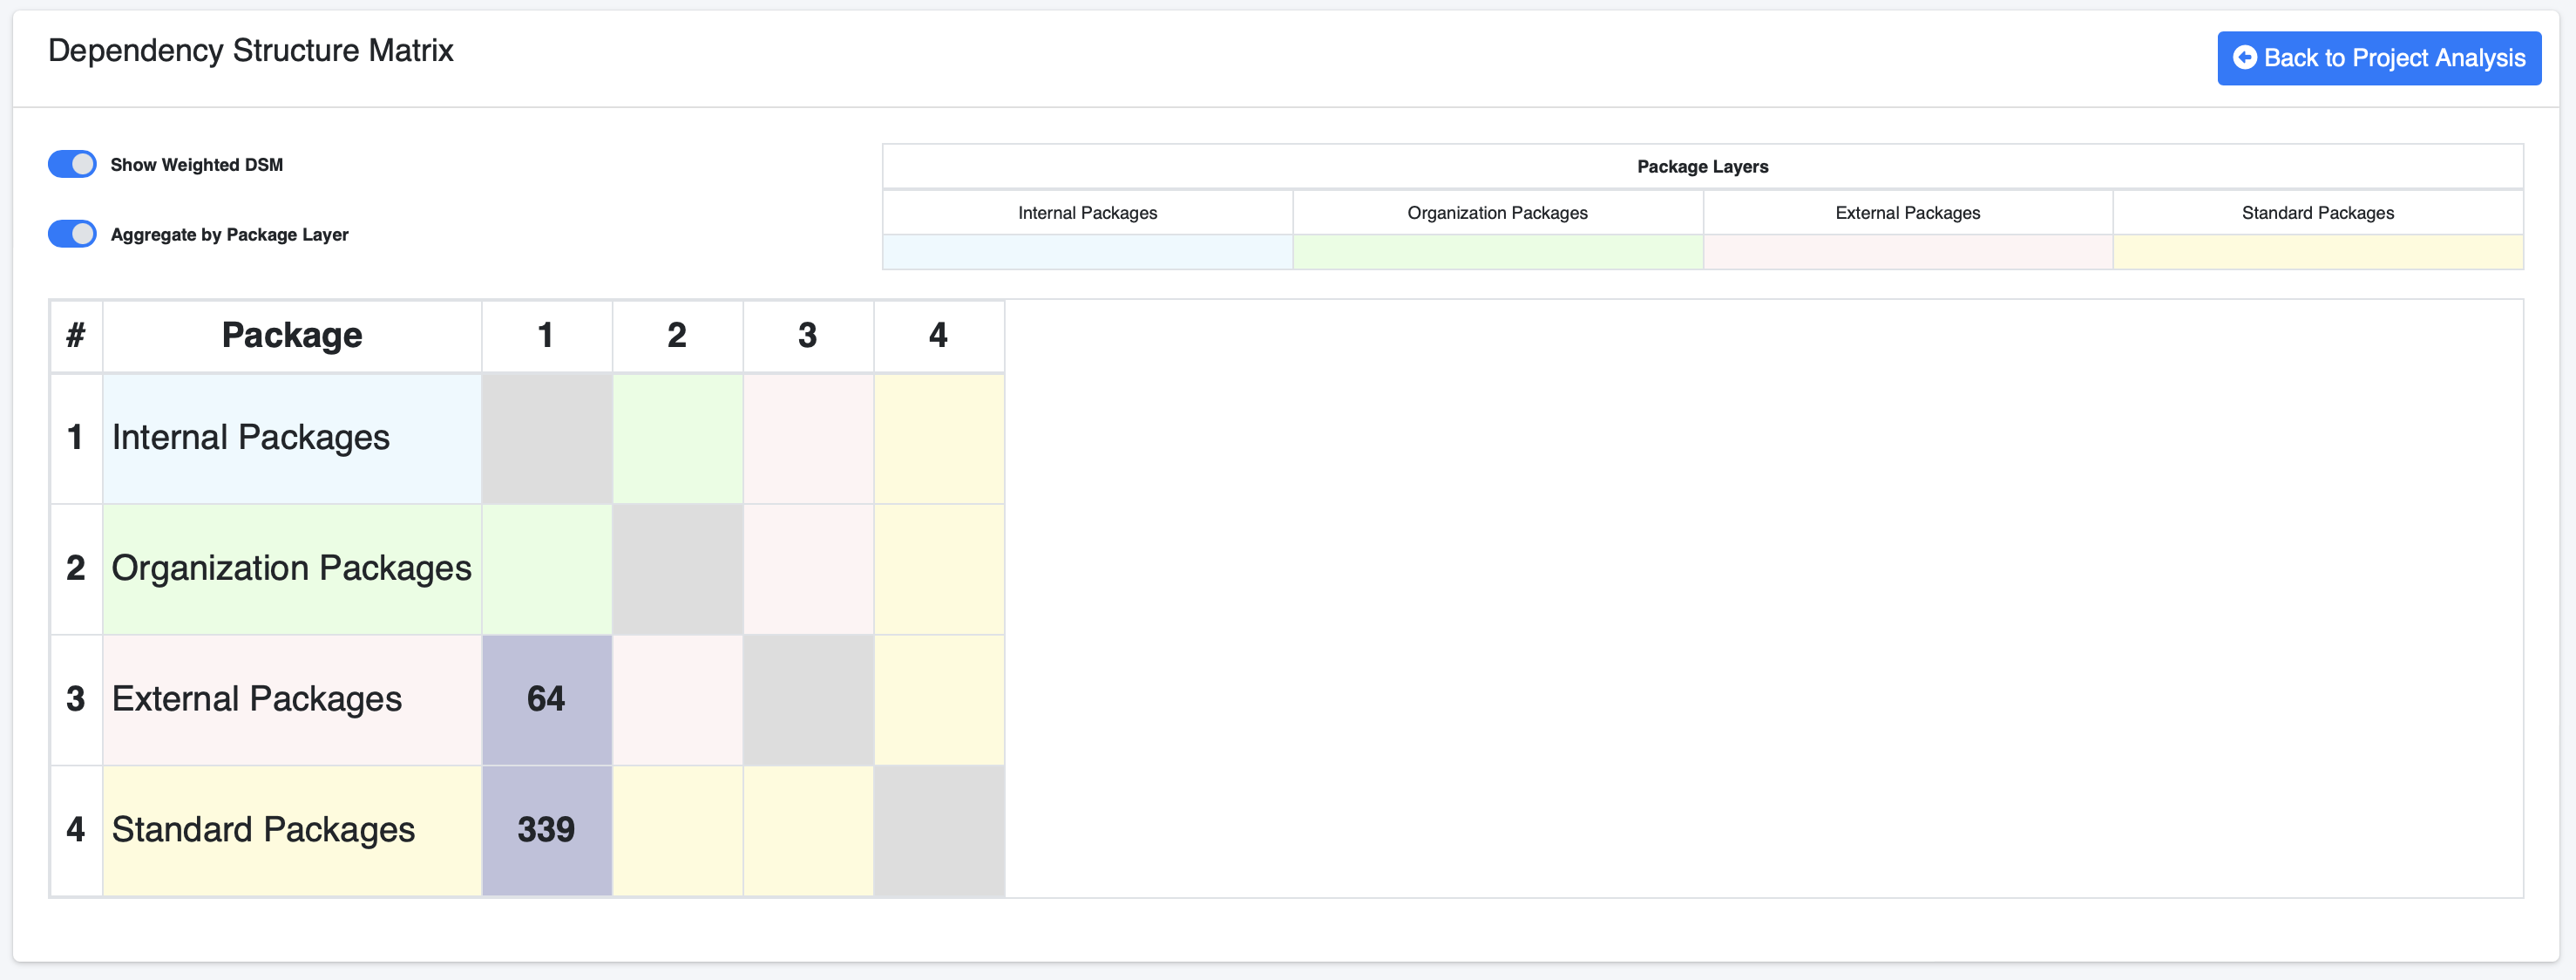 Dependency Structure Matrix
Back to Project Analysis
Show Weighted DSM
Aggregate by Package Layer
Package Layers
Internal Packages Organization Packages External Packages Standard Packages
# Package 1 2 3 4
1 Internal Packages
2 Organization Packages
3 External Packages 64
4 Standard Packages 339